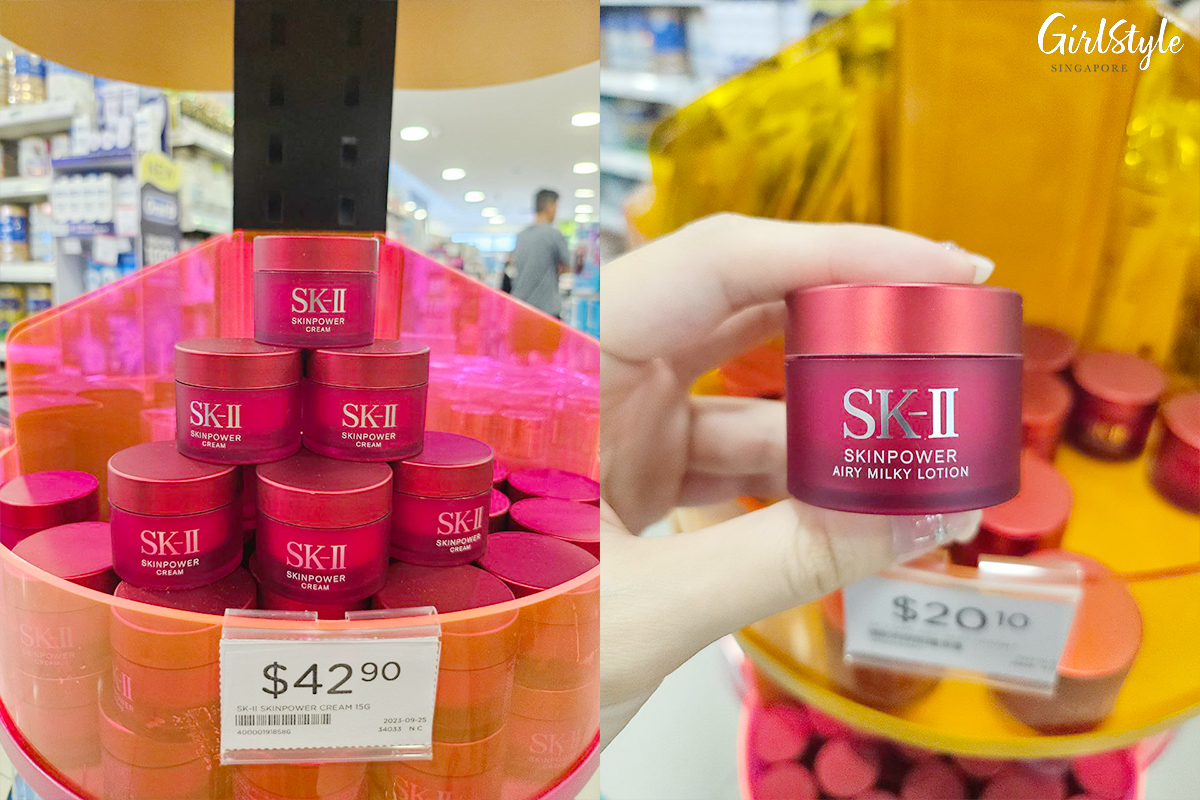 GirlStyle
SINGAPORE
SK-II
SKINPOWER
CREAM
SK-II
SKINPOWER
CREAM
SK-II
SKINPOWER
CREAM
SK-II
SKINPOWER
CREAM
SK-II
SKINPOWER
CREAM
SK-II
SKINPOWER
CREAM
$42 90
SK-II SKINPOWER CREAM 15G
2023-09-25
34033 N C
SK-II
SKINPOWER
AIRY MILKY LOTION
$20 10